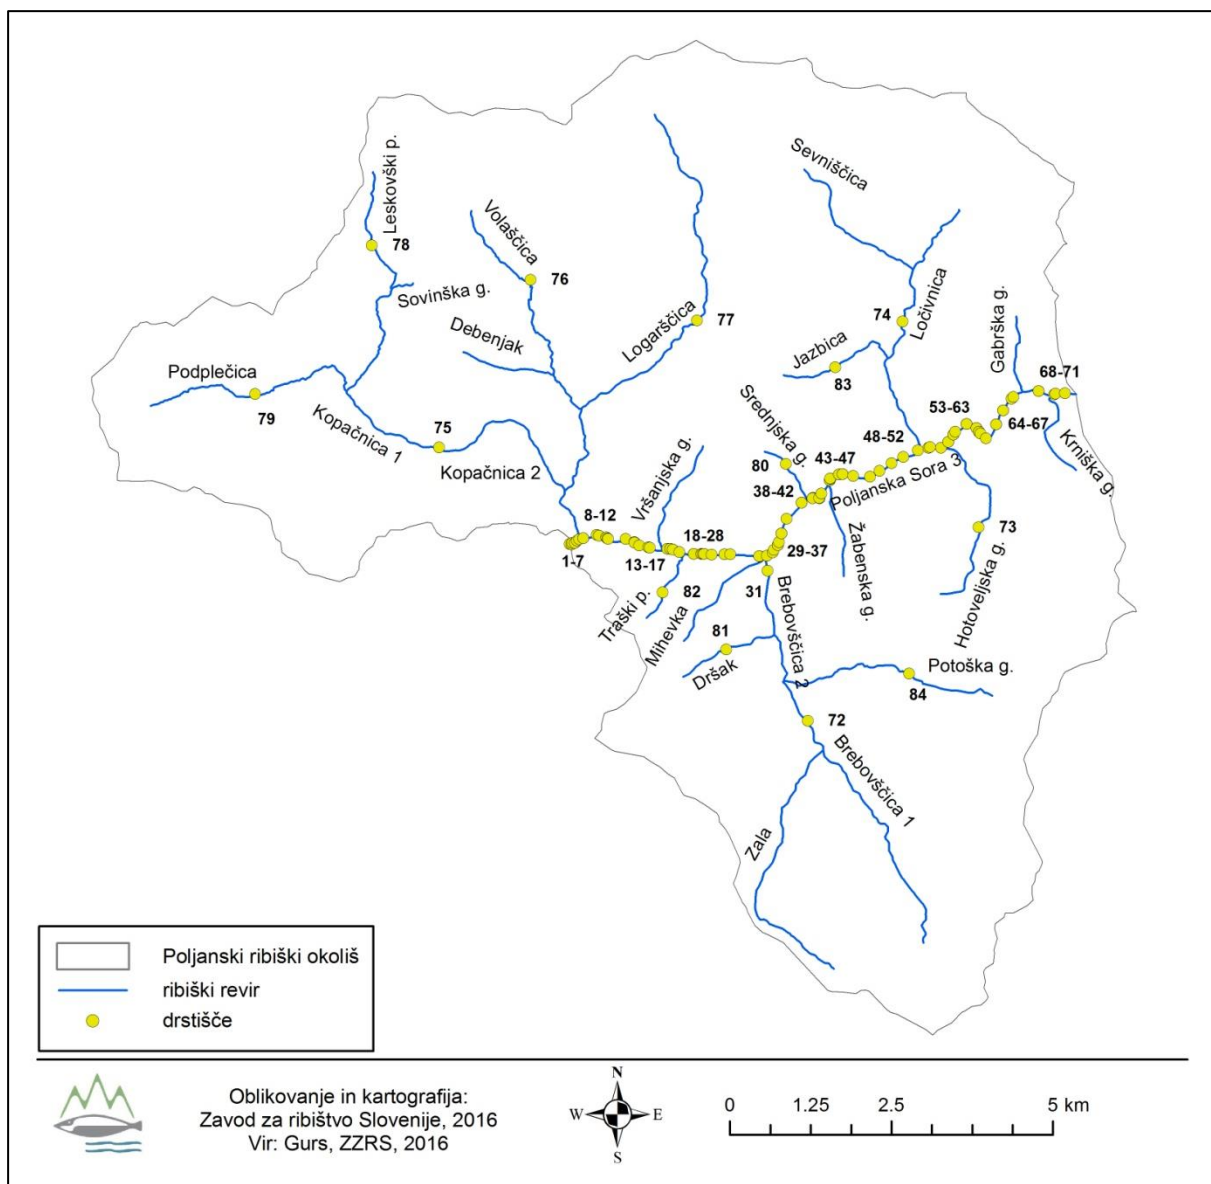 Sevniščica
Leskovški p.
Volaščica
78
76
Sovinška g.
Gabrška g.
Ločivnica
77
74
Logarščica
Debenjak
Jazbica
Podplečica
83
68-71
Srednjska g.
79
53-63
64-67
Kopačnica 1
75
48-52
Krniška g.
Kopačnica 2
Vršanjska g.
80
43-47
38-42
Poljanska Sora 3
8-12
73
Žabenska g.
18-28
29-37
1-7
13-17
31
82
Traški p.
Mihevka
Brebovščica 2
Hotoveljska g.
81
Dršak
Potoška g.
84
72
Brebovščica 1
Zala
Poljanski ribiški okoliš
ribiški revir
drstišče
Oblikovanje in kartografija:
Zavod za ribištvo Slovenije, 2016
Vir: Gurs, ZZRS, 2016
N
W E
S
0 1.25 2.5 5 km